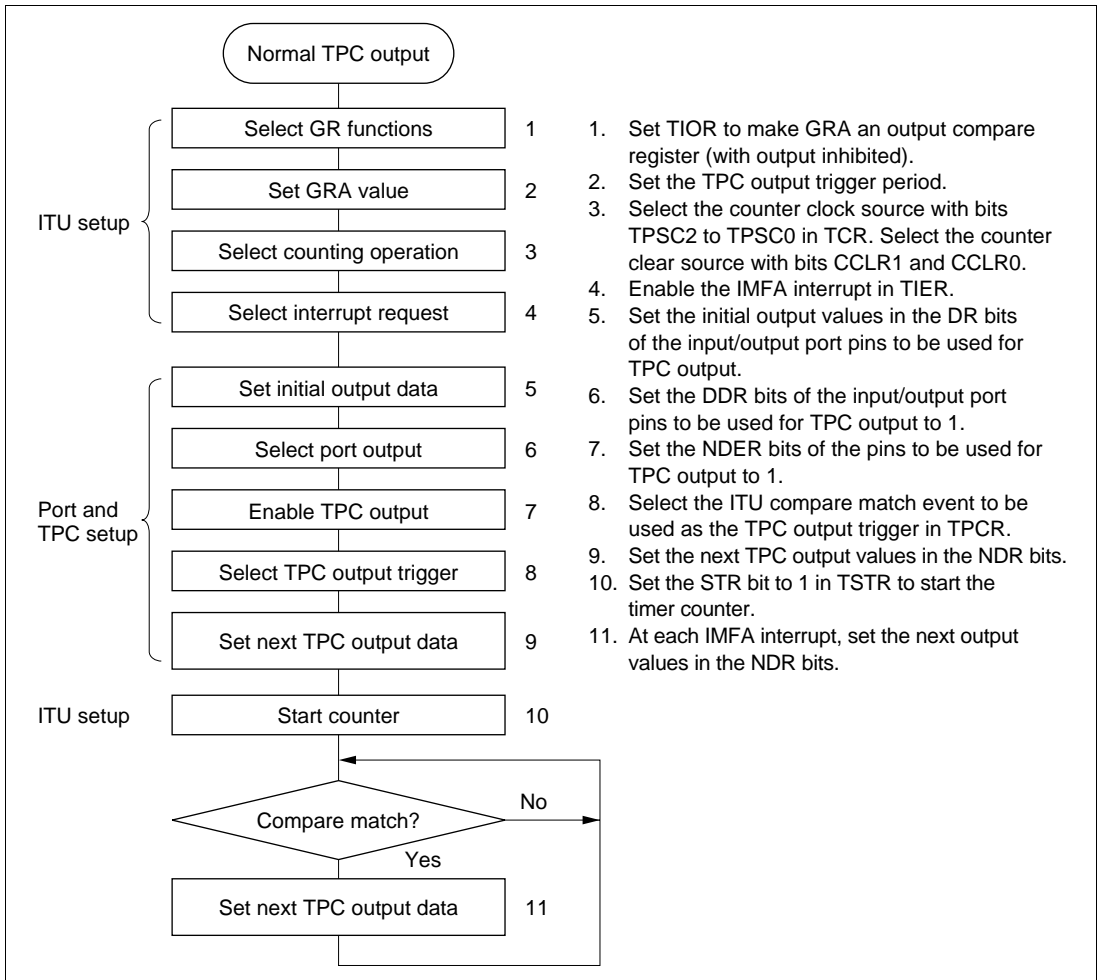 Normal TPC output
Select GR functions
1
Set GRA value
2
ITU setup
Select counting operation
3
Select interrupt request
4
Set initial output data
5
Select port output
6
Port and
TPC setup
Enable TPC output
7
Select TPC output trigger
8
Set next TPC output data
9
ITU setup
Start counter
10
Compare match?
No
Yes
Set next TPC output data
11
1. Set TIOR to make GRA an output compare
register (with output inhibited).
2. Set the TPC output trigger period.
3. Select the counter clock source with bits
TPSC2 to TPSC0 in TCR. Select the counter
clear source with bits CCLR1 and CCLR0.
4. Enable the IMFA interrupt in TIER.
5. Set the initial output values in the DR bits
of the input/output port pins to be used for
TPC output.
6. Set the DDR bits of the input/output port
pins to be used for TPC output to 1.
7. Set the NDER bits of the pins to be used for
TPC output to 1.
8. Select the ITU compare match event to be
used as the TPC output trigger in TPCR.
9. Set the next TPC output values in the NDR bits.
10. Set the STR bit to 1 in TSTR to start the
timer counter.
11. At each IMFA interrupt, set the next output
values in the NDR bits.